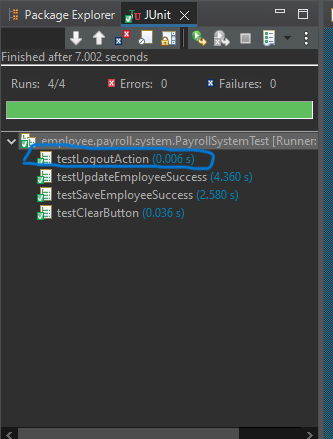 Package Explorer JUnit
Finished after 7.002 seconds
Runs: 4/4 Errors: 0 Failures: 0
employee.payroll.system.PayrollSystemTest [Runner:
testLogoutAction (0.006 s)
testUpdateEmployeeSuccess (4.360 s)
testSaveEmployeeSuccess (2.580 s)
testClearButton (0.036 s)